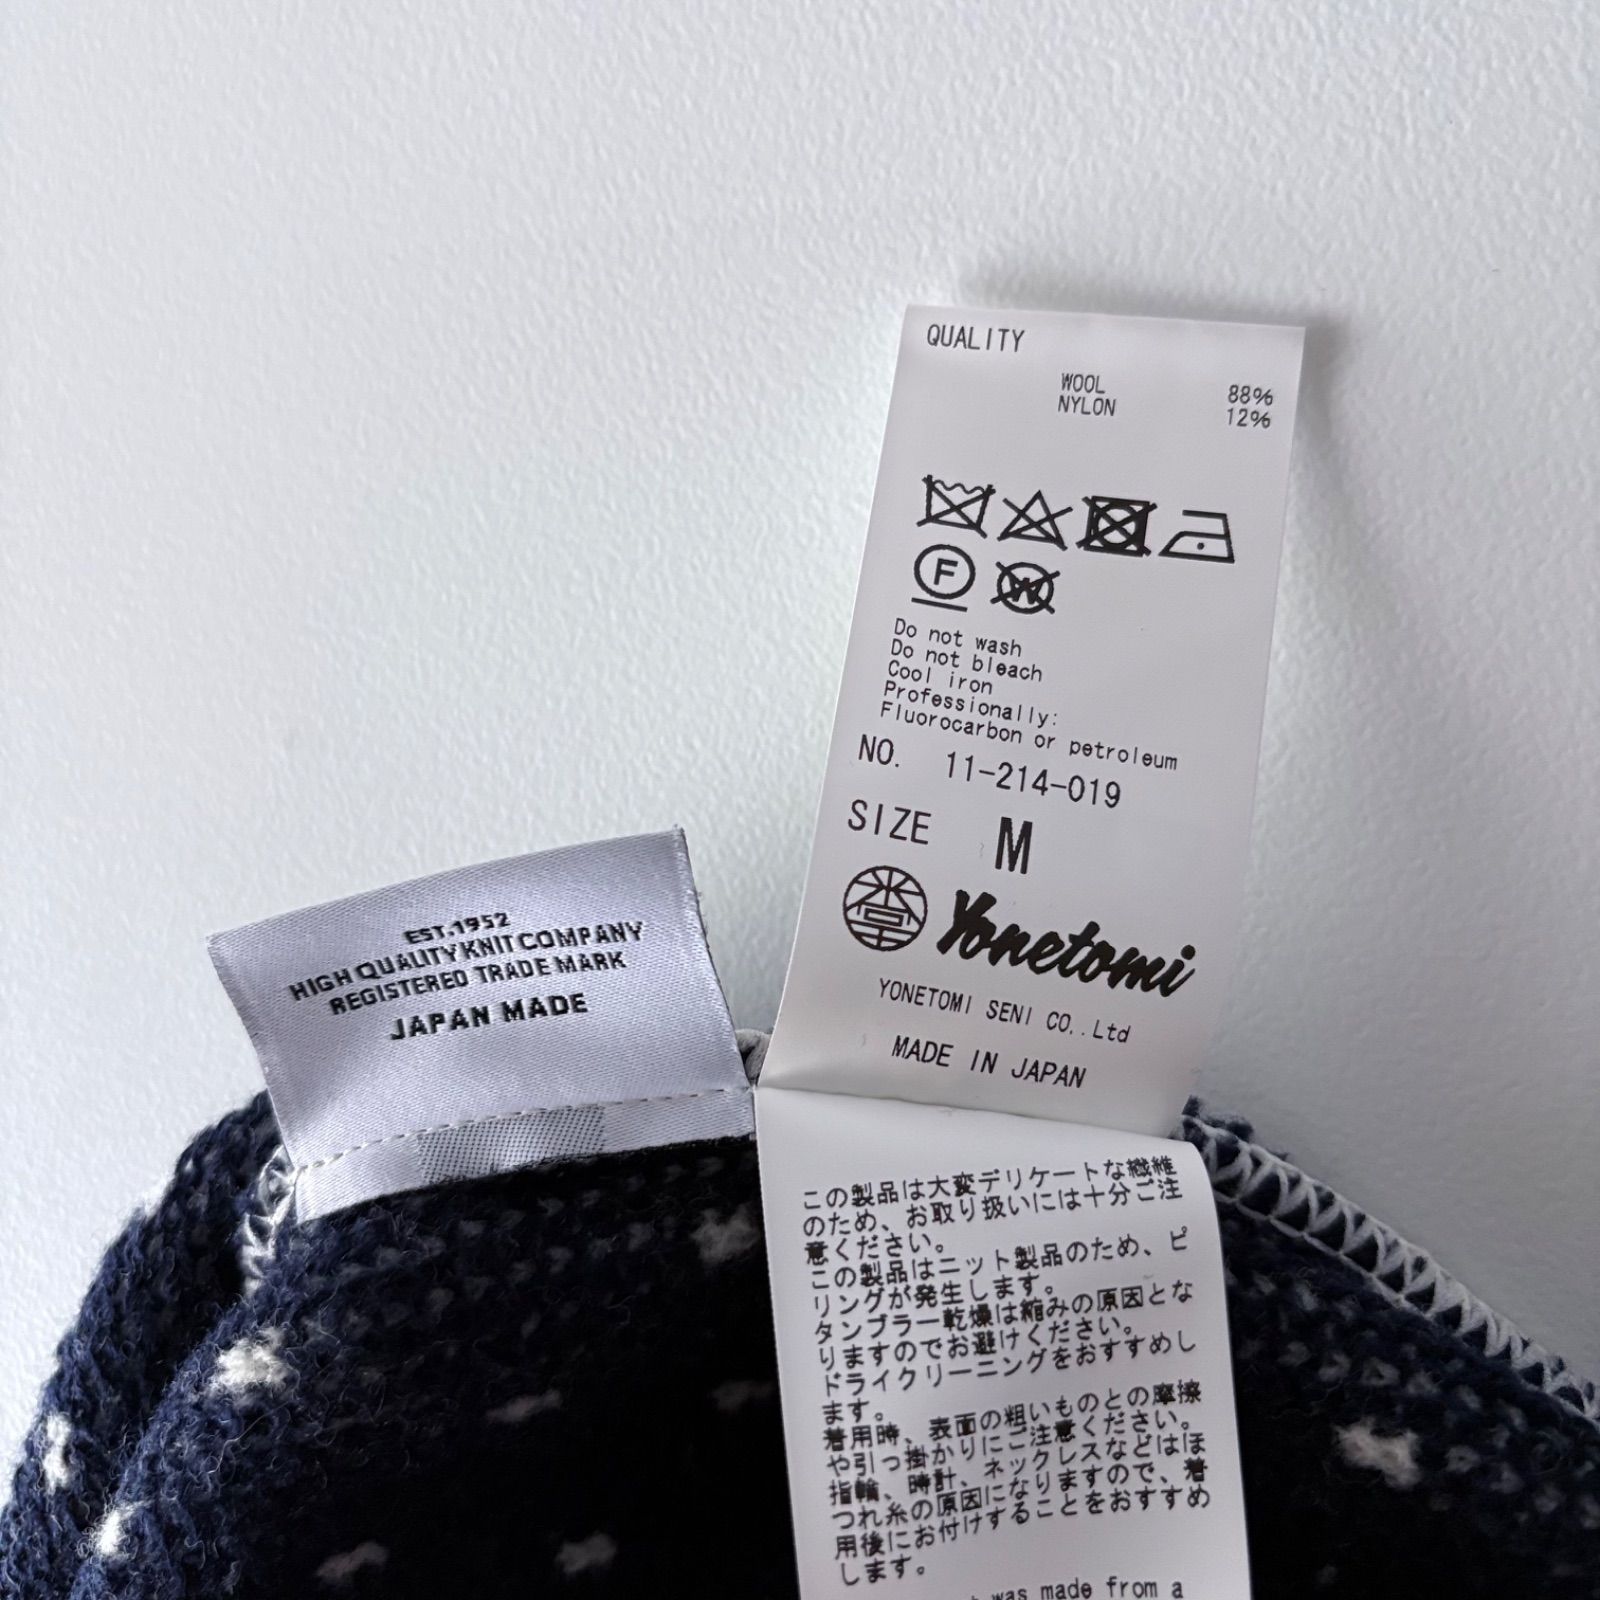 QUALITY
WOOL 88%
NYLON 12%
F
W
Do not wash
Do not bleach
Cool iron
Professionally:
Fluorocarbon or petroleum
NO. 11-214-019
SIZE M
Yonetomi
YONETOMI SENI CO,.Ltd
MADE IN JAPAN
EST.1952
HIGH QUALITY KNIT COMPANY
REGISTERED TRADE MARK
JAPAN MADE
この製品は大変デリケートな繊維
のため、お取り扱いには十分ご注
意ください。
この製品はニット製品のため、ピ
リングが発生します。
タンブラー乾燥は縮みの原因とな
りますのでお避けください。
ドライクリーニングをおすすめし
ます。
着用時、表面の粗いものとの摩擦
や引っ掛かりにご注意ください。
指輪、時計、ネックレスなどはほ
つれ糸の原因になりますので、着
用後にお付けすることをおすすめ
します。
was made from a